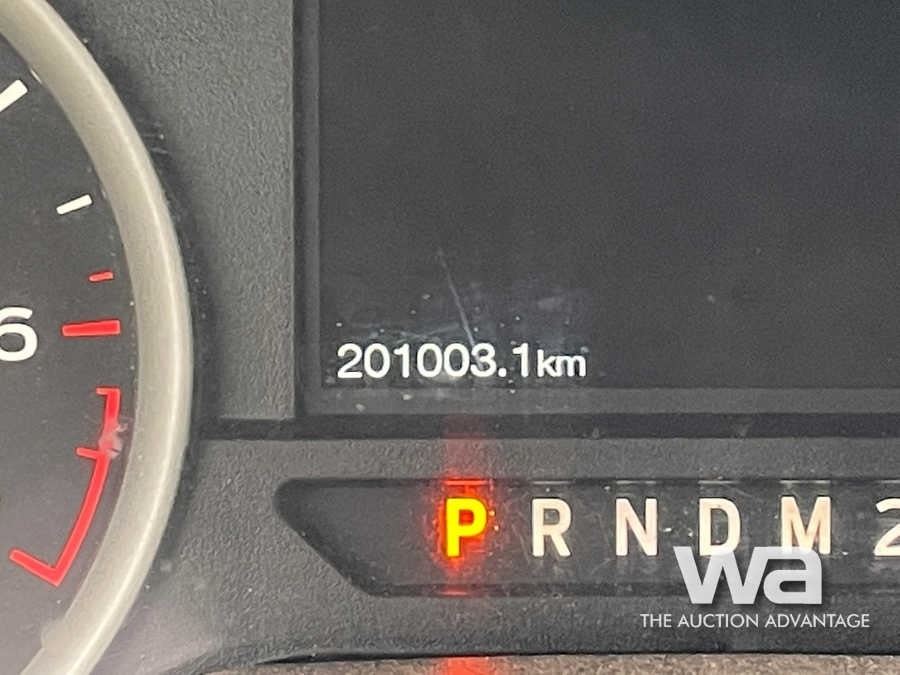 6
201003.1km
P R N D M 2
wa
THE AUCTION ADVANTAGE